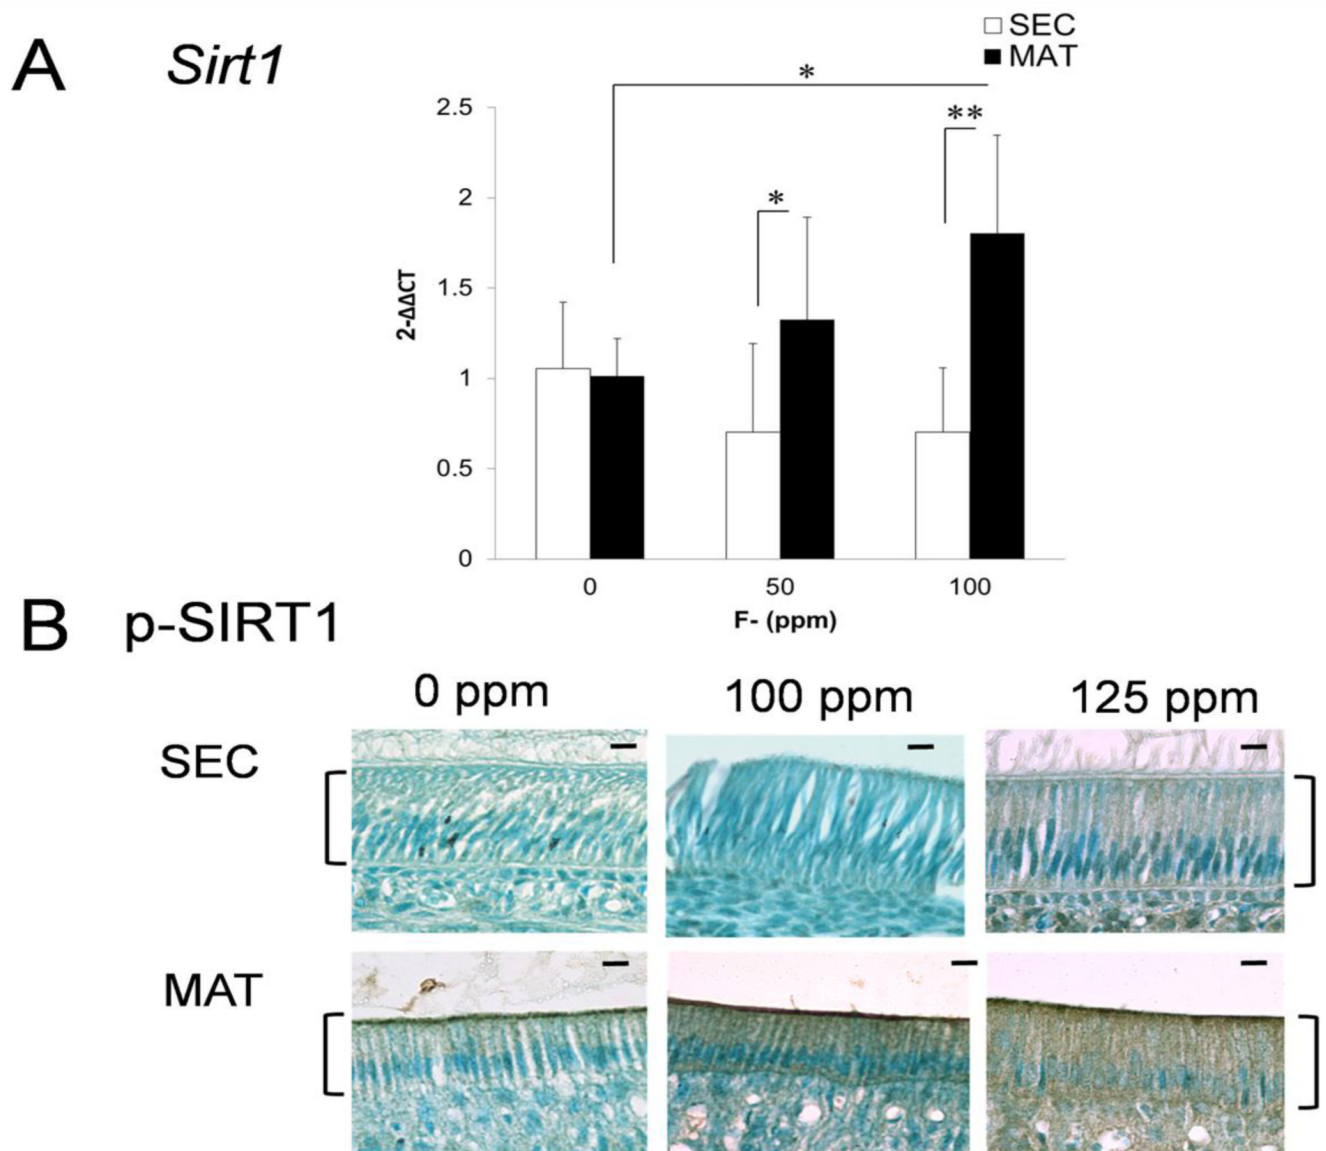 A Sirt1
SEC
MAT
*
**
*
2.5
2
1.5
1
0.5
0
2-ΔΔCT
0 50 100
F- (ppm)
B p-SIRT1
0 ppm 100 ppm 125 ppm
SEC
MAT